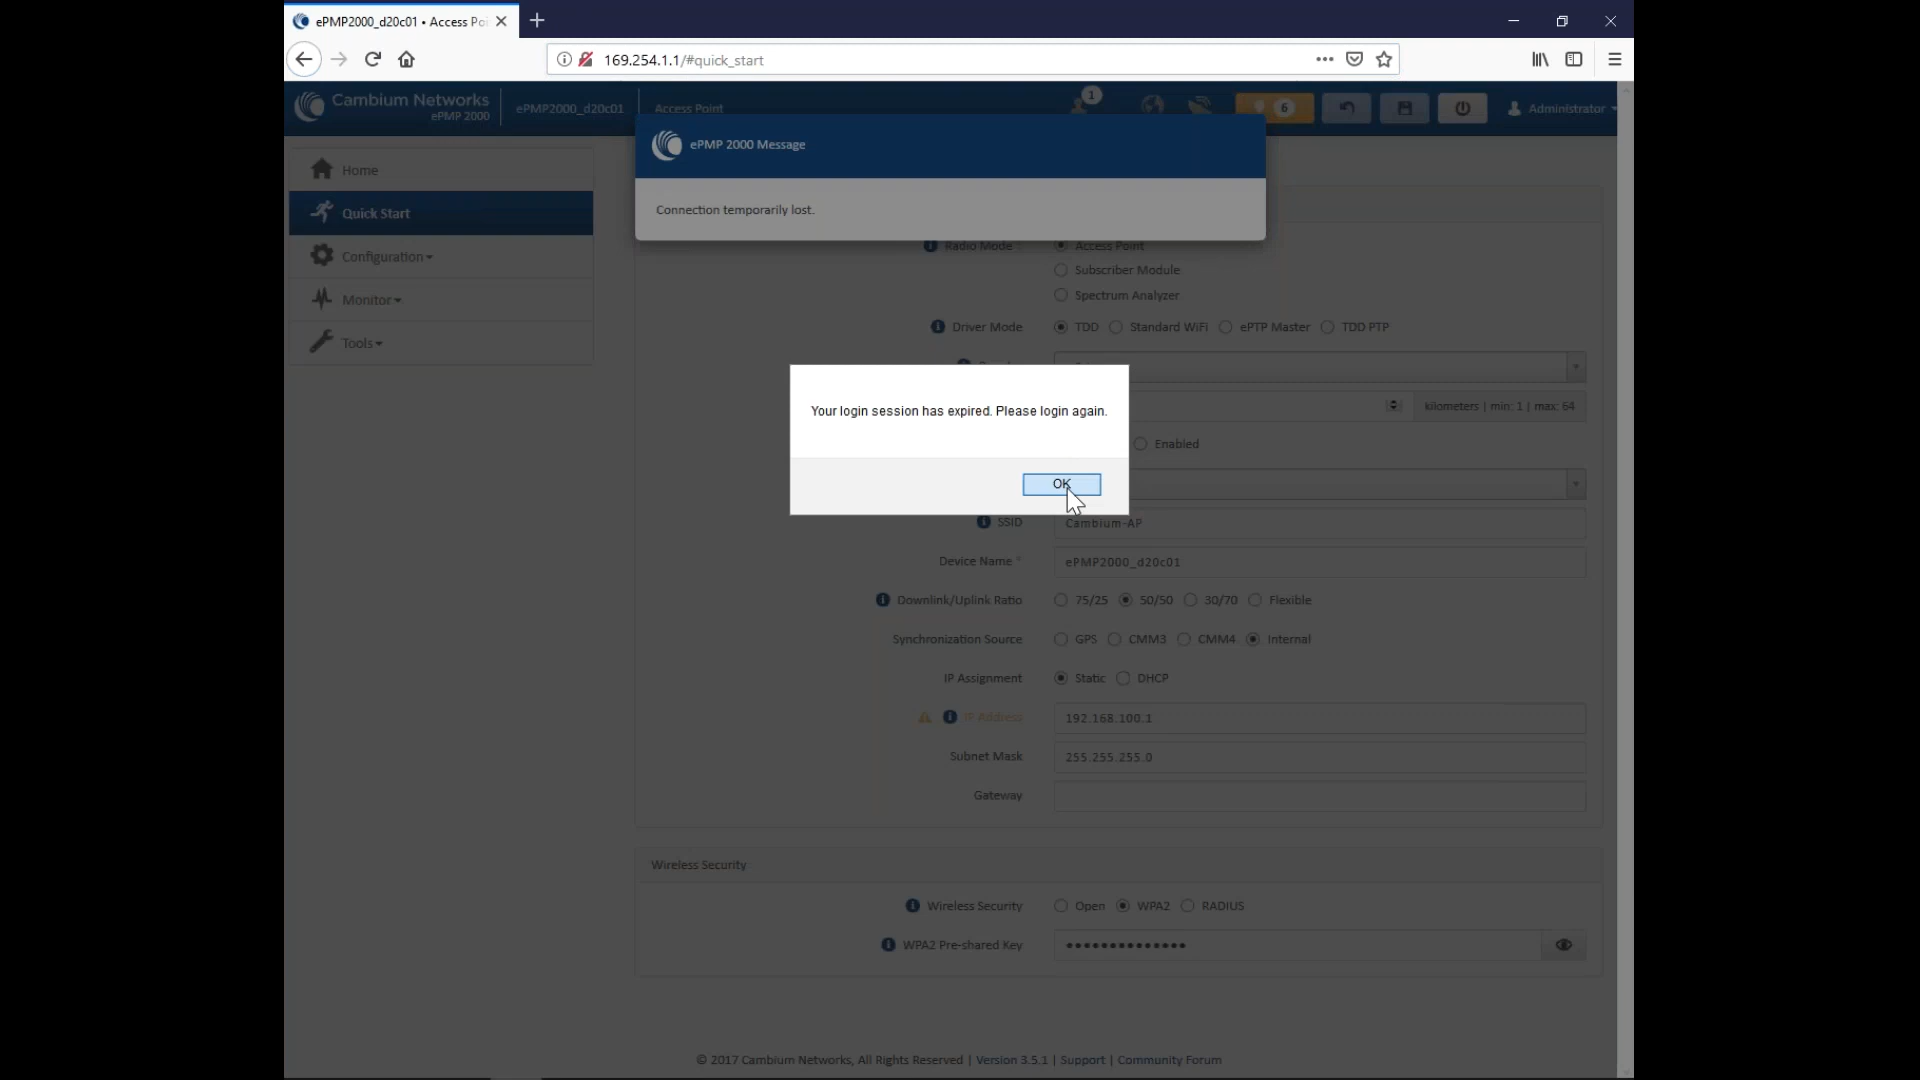 ePMP2000_d20c01 • Access Po
169.254.1.1/#quick_start
Cambium Networks
ePMP 2000
ePMP2000_d20c01
Access Point
1
6
Administrator
ePMP 2000 Message
Connection temporarily lost.
Home
Quick Start
Configuration
Monitor
Tools
Radio Mode
Access Point
Subscriber Module
Spectrum Analyzer
Driver Mode
TDD
Standard WiFi
ePTP Master
TDD PTP
kilometers | min: 1 | max: 64
Enabled
Your login session has expired. Please login again.
OK
SSID
Cambium-AP
Device Name *
ePMP2000_d20c01
Downlink/Uplink Ratio
75/25
50/50
30/70
Flexible
Synchronization Source
GPS
CMM3
CMM4
Internal
IP Assignment
Static
DHCP
IP Address
192.168.100.1
Subnet Mask
255.255.255.0
Gateway
Wireless Security
Wireless Security
Open
WPA2
RADIUS
WPA2 Pre-shared Key
••••••••••••••
© 2017 Cambium Networks, All Rights Reserved | Version 3.5.1 | Support | Community Forum